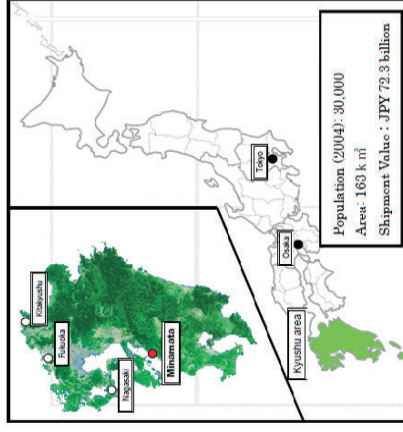 Kitakyushu
Fukuoka
Nagasaki
Minamata
Kyushu area
Osaka
Tokyo
Population (2004): 30,000
Area: 163 k㎡
Shipment Value : JPY 72.3 billion